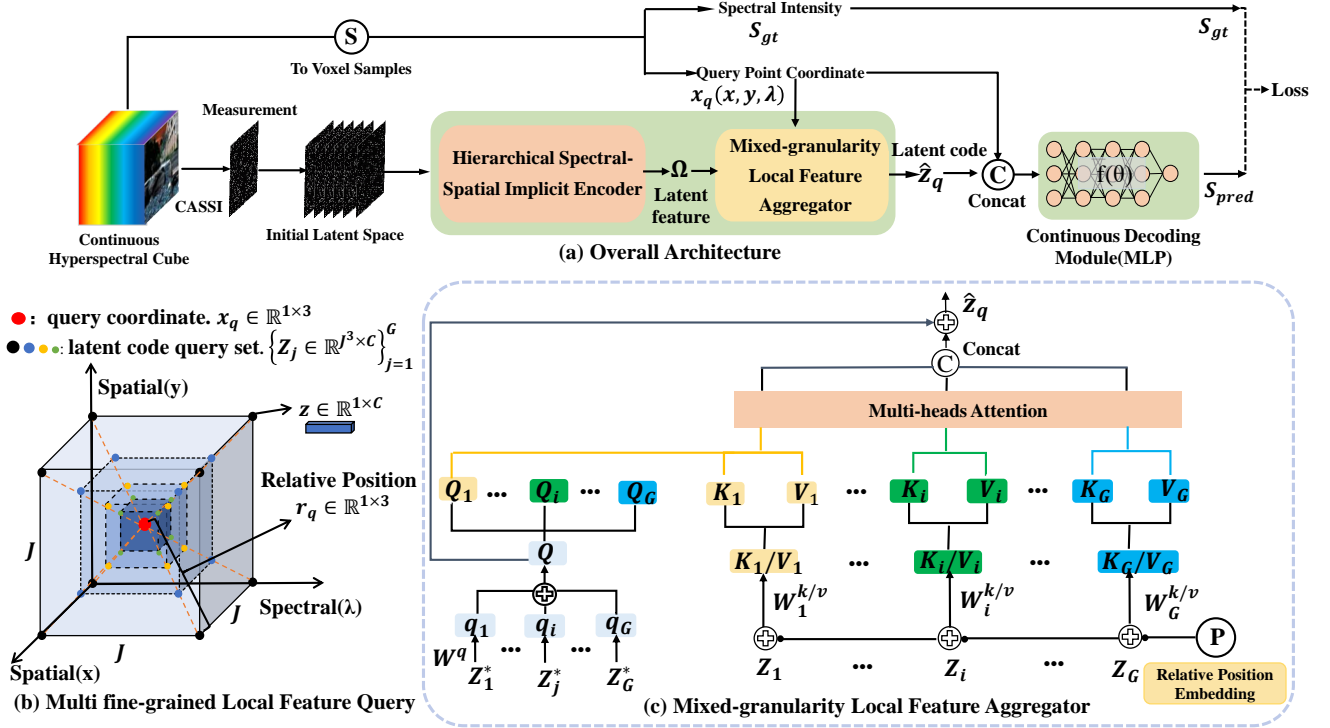 Spectral Intensity
S_gt
S_gt
S
To Voxel Samples
Query Point Coordinate
x_q(x, y, λ)
Loss
Measurement
CASSI
Continuous
Hyperspectral Cube
Initial Latent Space
Hierarchical Spectral-
Spatial Implicit Encoder
Ω
Latent
feature
Mixed-granularity
Local Feature
Aggregator
Latent code
ẑ_q
C
Concat
f(θ)
S_pred
Continuous Decoding
Module(MLP)
(a) Overall Architecture
: query coordinate. x_q ∈ ℝ^{1×3}
: latent code query set. {Z_j ∈ ℝ^{J^3×C}}_{j=1}^{G}
Spatial(y)
z ∈ ℝ^{1×C}
Relative Position
r_q ∈ ℝ^{1×3}
J
Spectral(λ)
J
J
Spatial(x)
(b) Multi fine-grained Local Feature Query
ẑ_q
C
Concat
Multi-heads Attention
Q_1 ... Q_i ... Q_G K_1 V_1 ... K_i V_i ... K_G V_G
Q K_1/V_1 ... K_i/V_i ... K_G/V_G
W_1^{k/v} W_i^{k/v} W_G^{k/v}
q_1 q_i q_G
W^q ... ...
P
Z_1^* Z_j^* Z_G^* Z_1 ... Z_i ... Z_G
Relative Position
Embedding
(c) Mixed-granularity Local Feature Aggregator